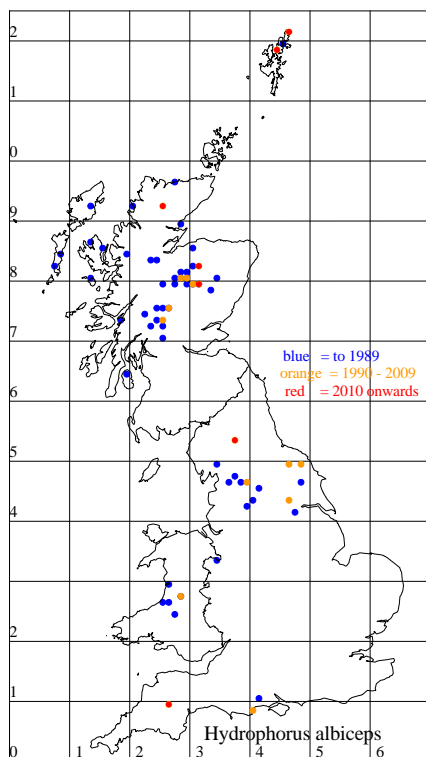 2
1
0
9
8
7
blue = to 1989
orange = 1990 - 2009
red = 2010 onwards
6
5
4
3
2
1
Hydrophorus albiceps
0 1 2 3 4 5 6